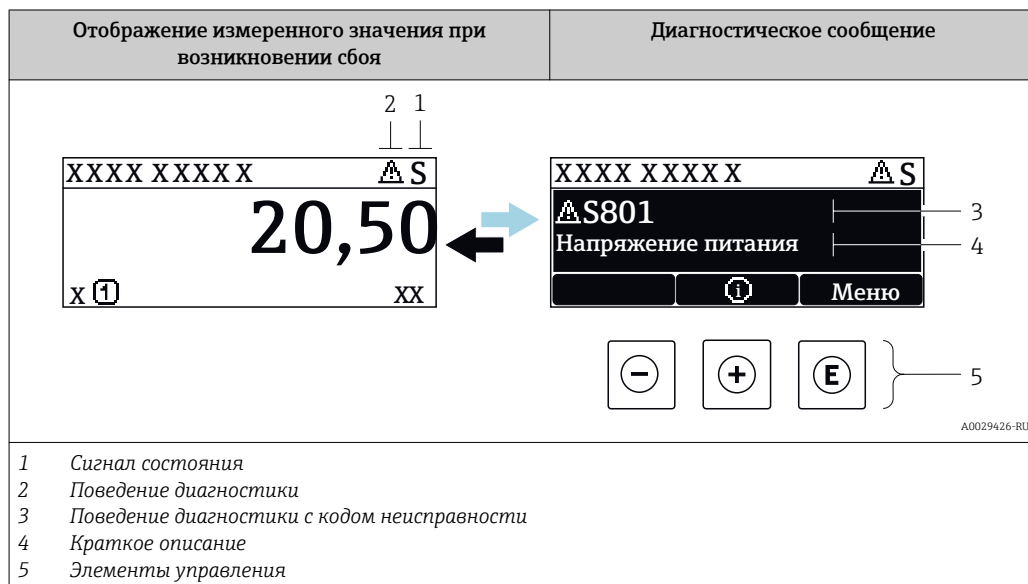 Отображение измеренного значения при
возникновении сбоя
Диагностическое сообщение
2 1
XXXX XXXXX ⚠ S
20,50
X 1 XX
XXXX XXXXX ⚠ S
⚠S801
Напряжение питания
i Меню
3
4
− + E
5
A0029426-RU
1 Сигнал состояния
2 Поведение диагностики
3 Поведение диагностики с кодом неисправности
4 Краткое описание
5 Элементы управления